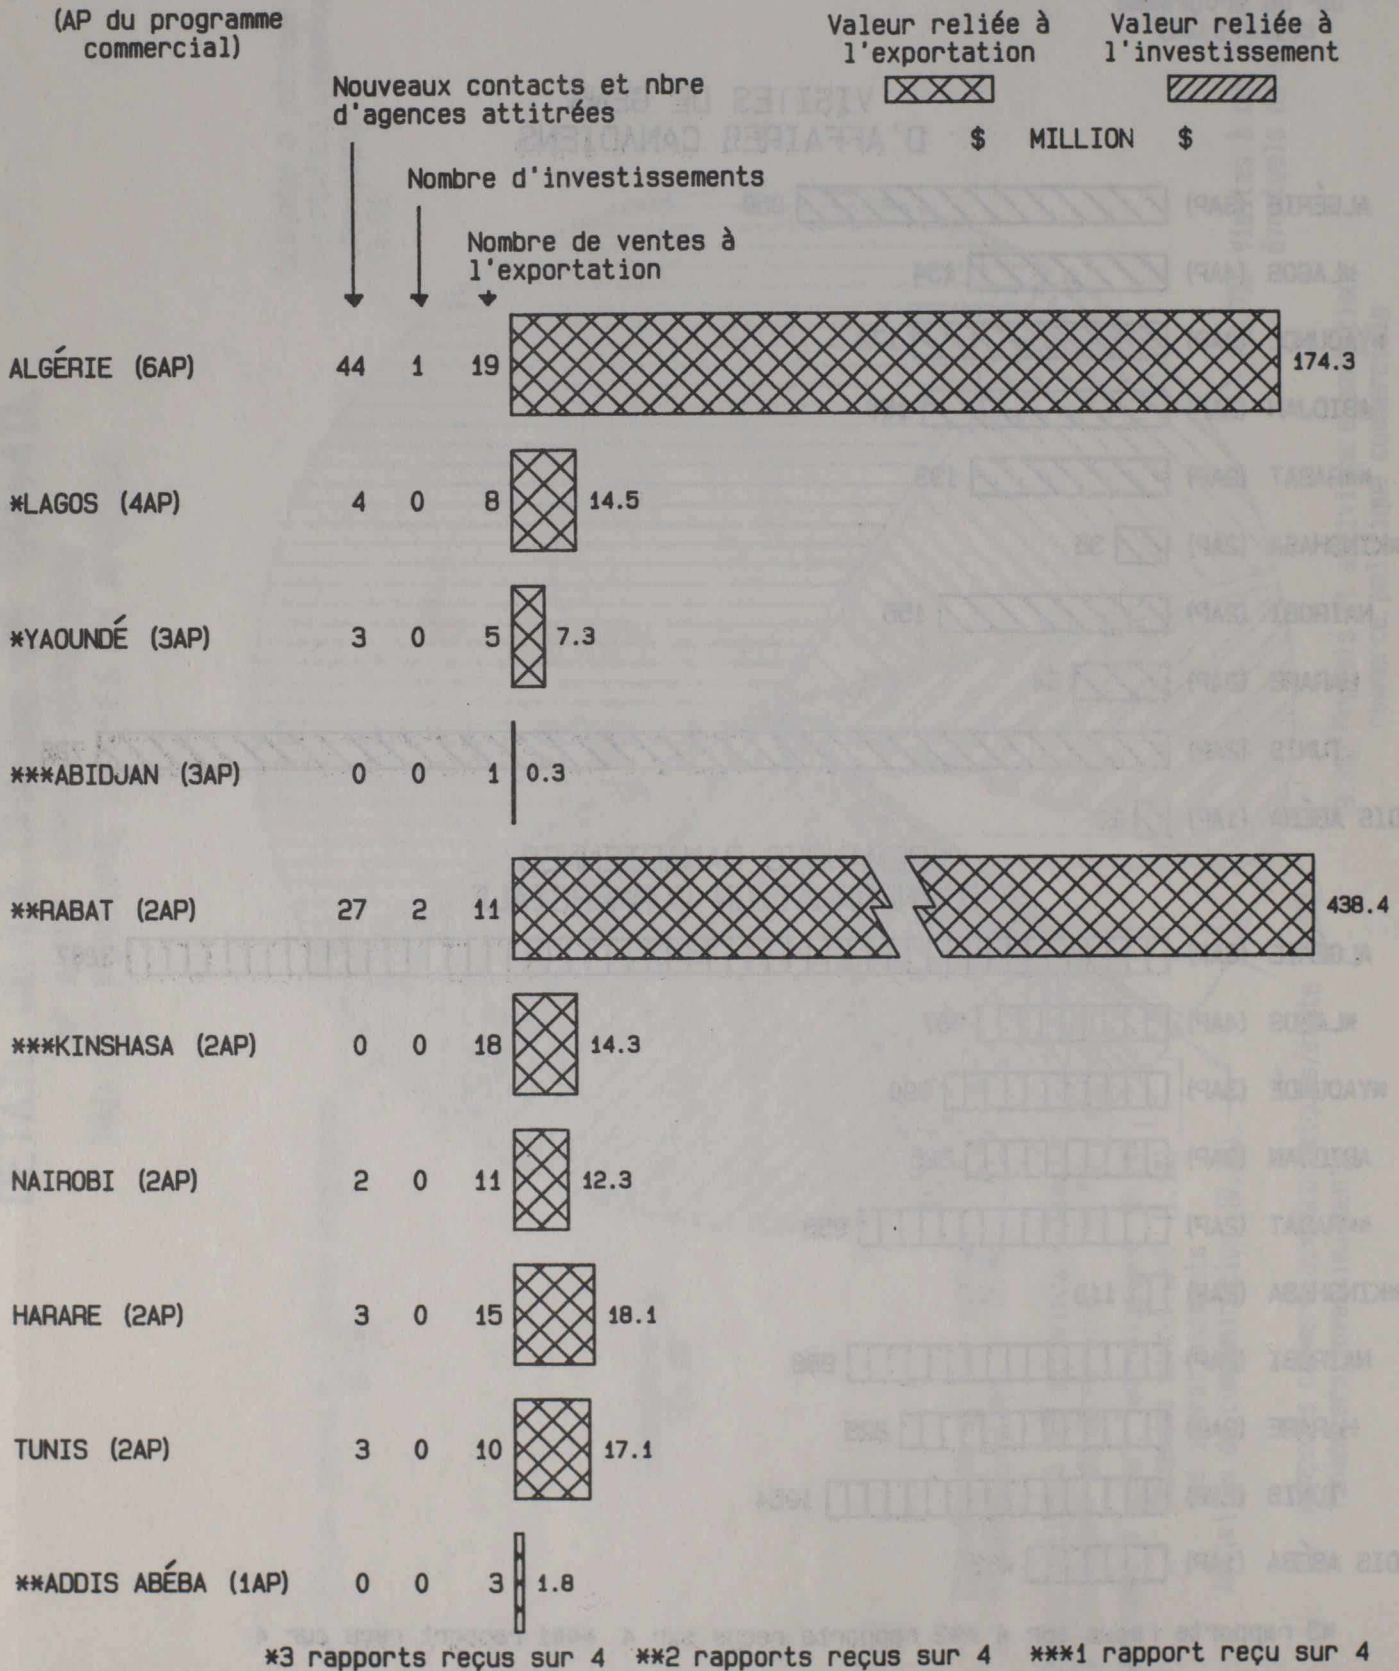 (AP du programme
commercial)
Valeur reliée à
l'exportation
Valeur reliée à
l'investissement
$ MILLION $
Nouveaux contacts et nbre
d'agences attitrées
Nombre d'investissements
Nombre de ventes à
l'exportation
ALGÉRIE (6AP) 44 1 19 174.3
*LAGOS (4AP) 4 0 8 14.5
*YAOUNDÉ (3AP) 3 0 5 7.3
***ABIDJAN (3AP) 0 0 1 0.3
**RABAT (2AP) 27 2 11 438.4
***KINSHASA (2AP) 0 0 18 14.3
NAIROBI (2AP) 2 0 11 12.3
HARARE (2AP) 3 0 15 18.1
TUNIS (2AP) 3 0 10 17.1
**ADDIS ABÉBA (1AP) 0 0 3 1.8
*3 rapports reçus sur 4 **2 rapports reçus sur 4 ***1 rapport reçu sur 4